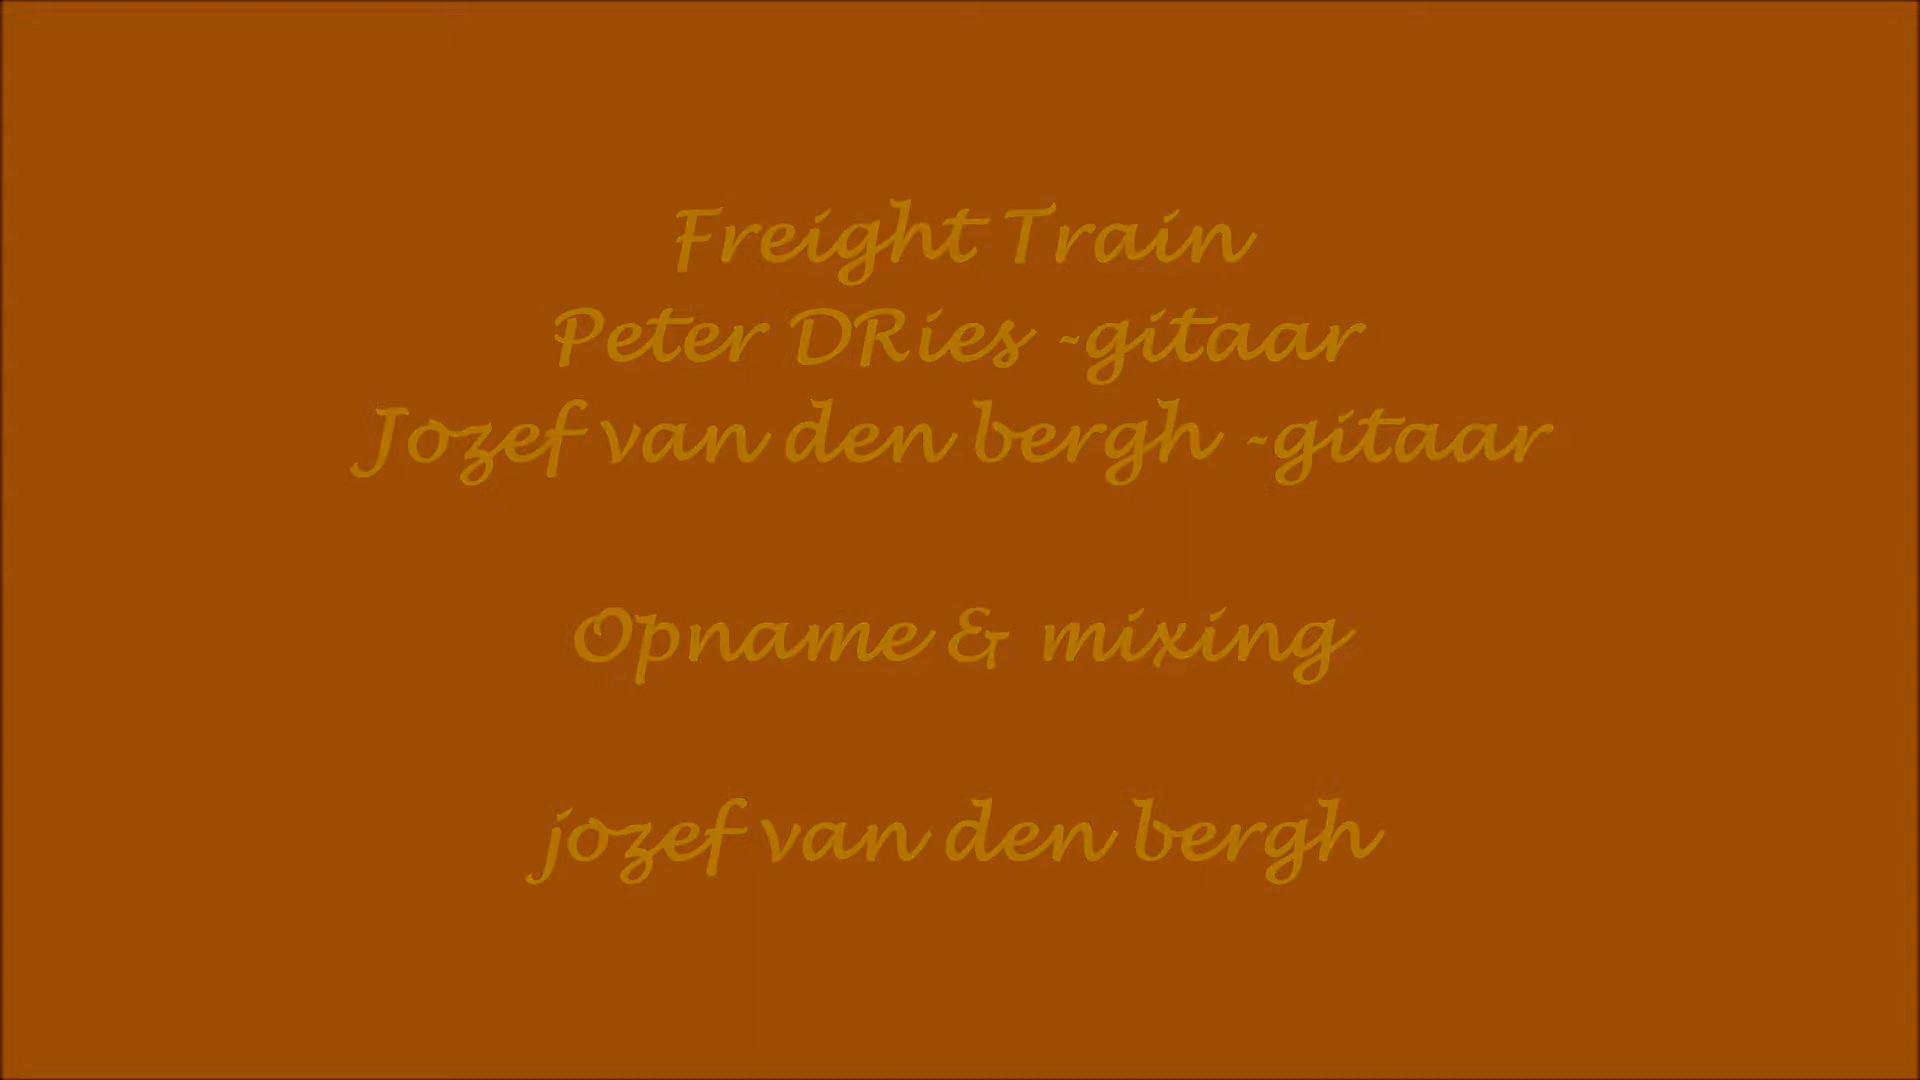 Freight Train
Peter DRies -gitaar
Jozef van den bergh -gitaar
Opname & mixing
jozef van den bergh